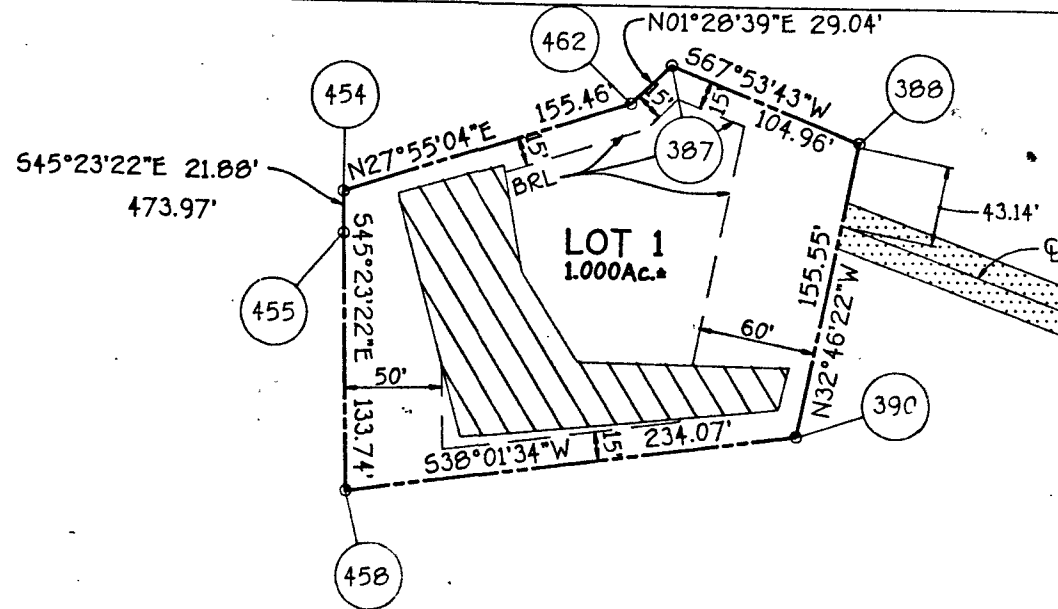 N01°28'39"E 29.04'
462
S67°53'43"W
388
454
155.46'
15'
15'
104.96'
N27°55'04"E
15'
387
S45°23'22"E 21.88'
473.97'
BRL
43.14'
LOT 1
1.000Ac.±
155.55'
℄
455
S45°23'22"E
60'
N32°46'22"W
50'
390
133.74'
S38°01'34"W
15'
234.07'
458